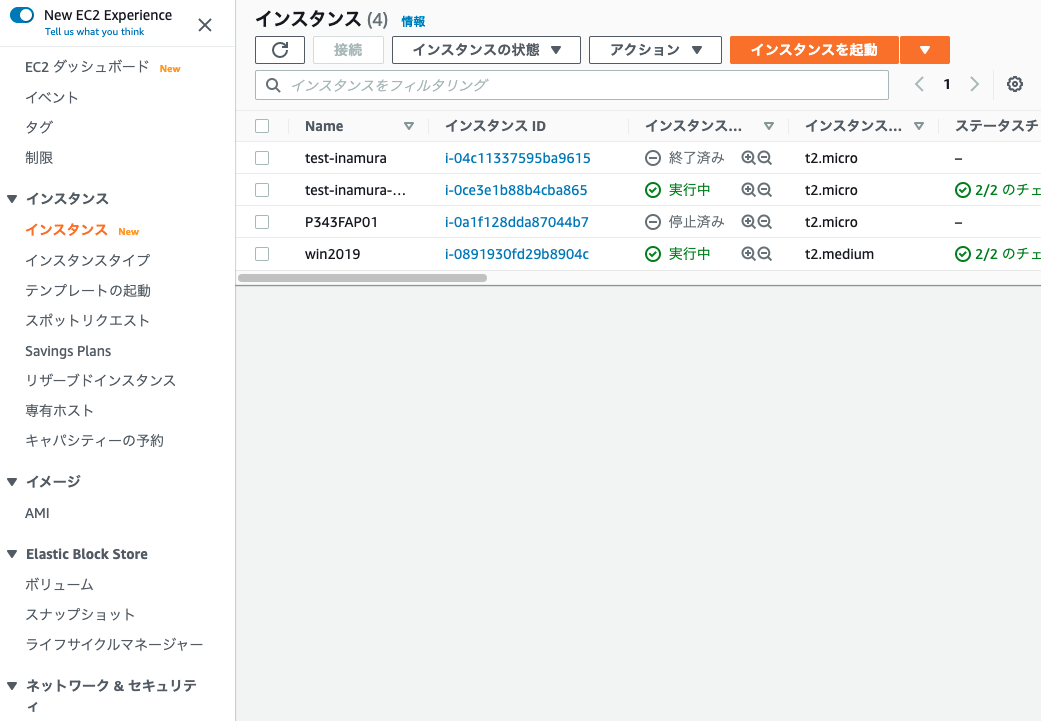 New EC2 Experience
Tell us what you think
EC2 ダッシュボード New
イベント
タグ
制限
インスタンス
インスタンス New
インスタンスタイプ
テンプレートの起動
スポットリクエスト
Savings Plans
リザーブドインスタンス
専有ホスト
キャパシティーの予約
イメージ
AMI
Elastic Block Store
ボリューム
スナップショット
ライフサイクルマネージャー
ネットワーク & セキュリテ
ィ
インスタンス (4) 情報
接続 インスタンスの状態 アクション インスタンスを起動
インスタンスをフィルタリング 1
Name インスタンス ID インスタンス... インスタンス... ステータスチ
test-inamura i-04c11337595ba9615 終了済み t2.micro –
test-inamura-... i-0ce3e1b88b4cba865 実行中 t2.micro 2/2 のチェ
P343FAP01 i-0a1f128dda87044b7 停止済み t2.micro –
win2019 i-0891930fd29b8904c 実行中 t2.medium 2/2 のチェ